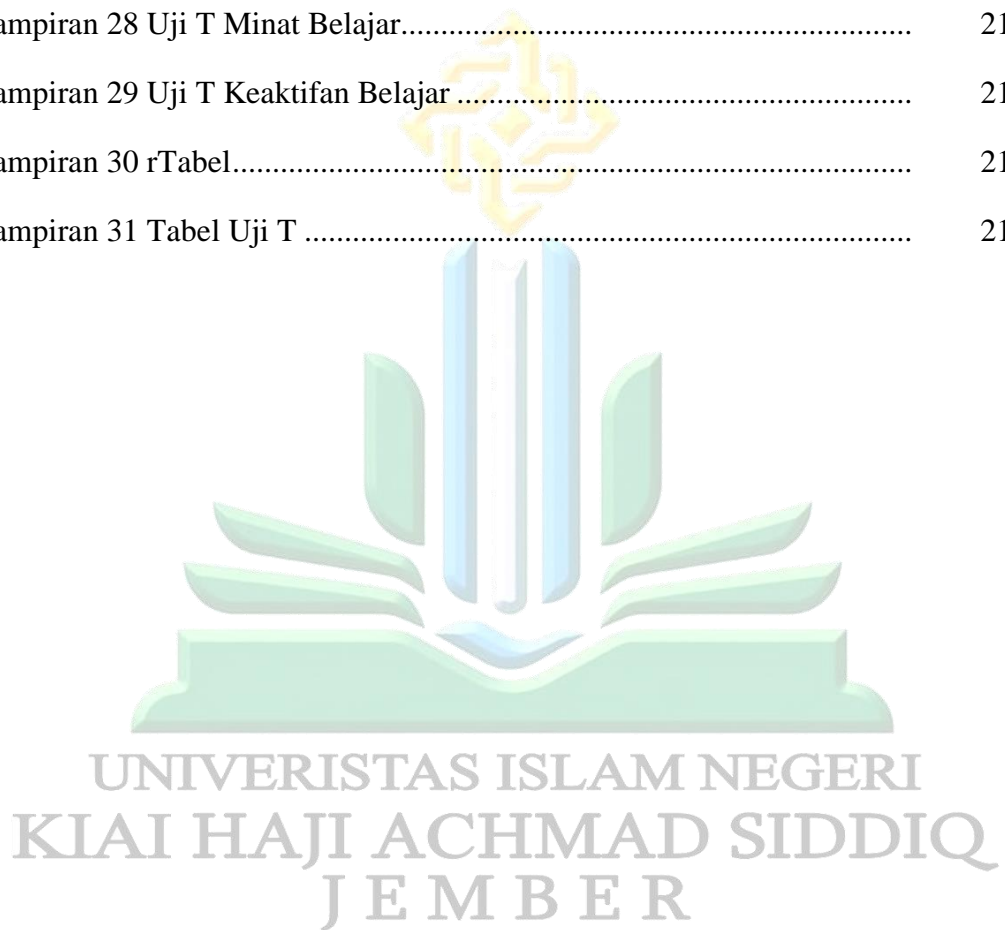 ampiran 28 Uji T Minat Belajar................................................................ 21
ampiran 29 Uji T Keaktifan Belajar ......................................................... 21
ampiran 30 rTabel..................................................................................... 21
ampiran 31 Tabel Uji T ............................................................................ 21
UNIVERISTAS ISLAM NEGERI
KIAI HAJI ACHMAD SIDDIQ
JEMBER